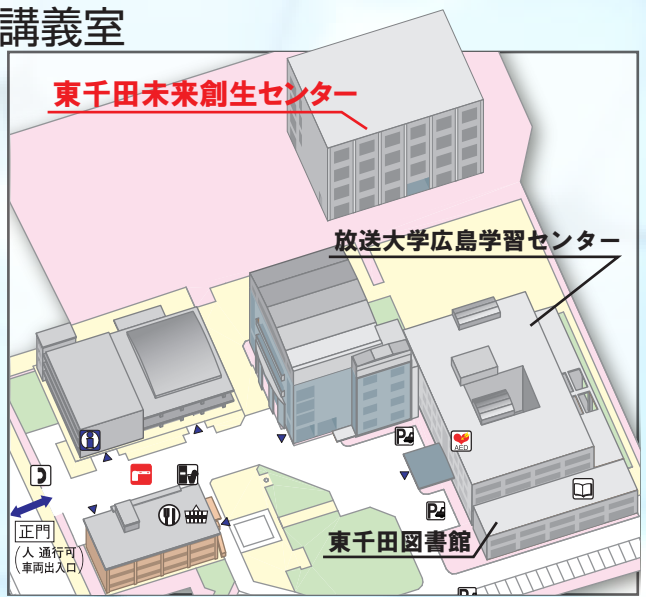 講義室
東千田未来創生センター
放送大学広島学習センター
AED
正門
(人 通行可
車両出入口)
東千田図書館